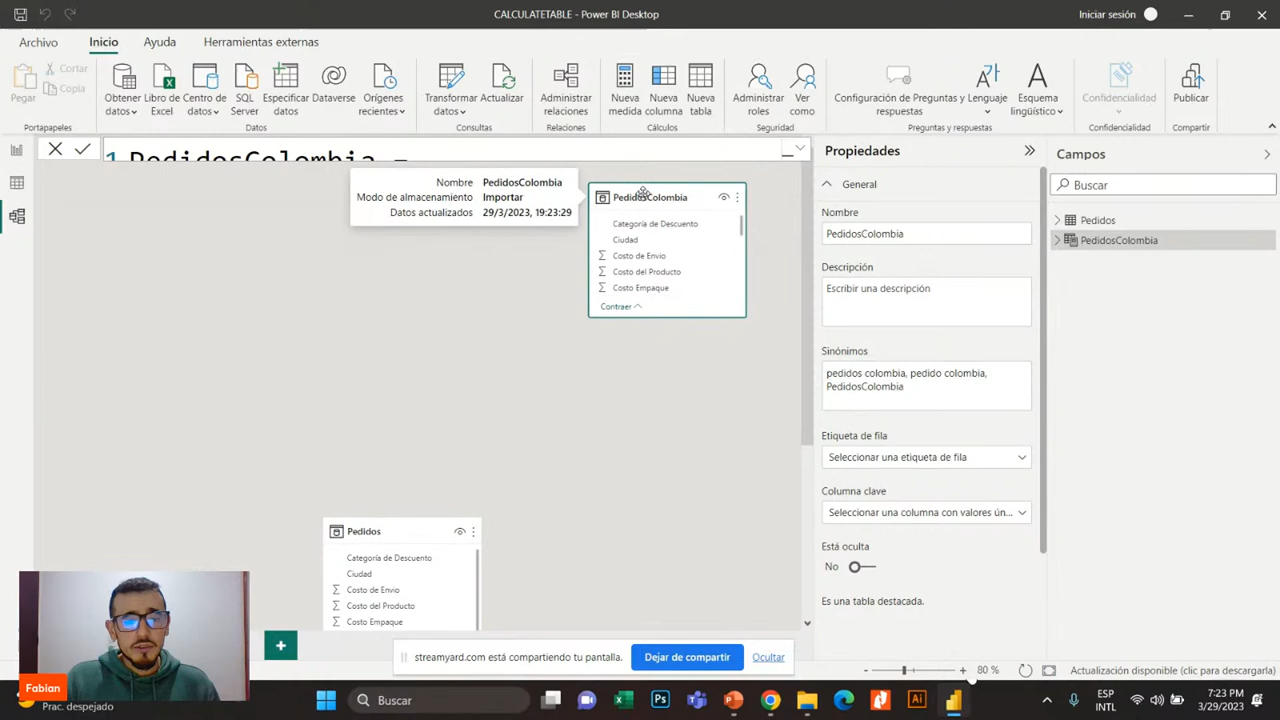 CALCULATETABLE - Power BI Desktop
Iniciar sesión
Archivo
Inicio
Ayuda
Herramientas externas
Pegar
Cortar
Copia
Obtener datos
Libro de Excel
Centro de datos
SQL Server
Especificar datos
Dataverse
Orígenes recientes
Transformar datos
Actualizar
Administrar relaciones
Nueva medida
Nueva columna
Nueva tabla
Administrar roles
Ver como
Configuración de Preguntas y respuestas
Lenguaje
Esquema lingüístico
Confidencialidad
Publicar
Portapapeles
Datos
Consultas
Relaciones
Cálculos
Seguridad
Preguntas y respuestas
Confidencialidad
Compartir
1 PedidosColombia =
Nombre PedidosColombia
Modo de almacenamiento Importar
Datos actualizados 29/3/2023, 19:23:29
PedidosColombia
Categoría de Descuento
Ciudad
Costo de Envio
Costo del Producto
Costo Empaque
Contraer
Pedidos
Categoría de Descuento
Ciudad
Costo de Envio
Costo del Producto
Costo Empaque
Propiedades
General
Nombre
PedidosColombia
Descripción
Escribir una descripción
Sinónimos
pedidos colombia, pedido colombia,
PedidosColombia
Etiqueta de fila
Seleccionar una etiqueta de fila
Columna clave
Seleccionar una columna con valores ún...
Está oculta
No
Es una tabla destacada.
Campos
Buscar
Pedidos
PedidosColombia
Fabian
streamyard.com está compartiendo tu pantalla.
Dejar de compartir
Ocultar
80 %
Actualización disponible (clic para descargarla)
Prac. despejado
Buscar
Ps
Ai
ESP
INTL
7:23 PM
3/29/2023